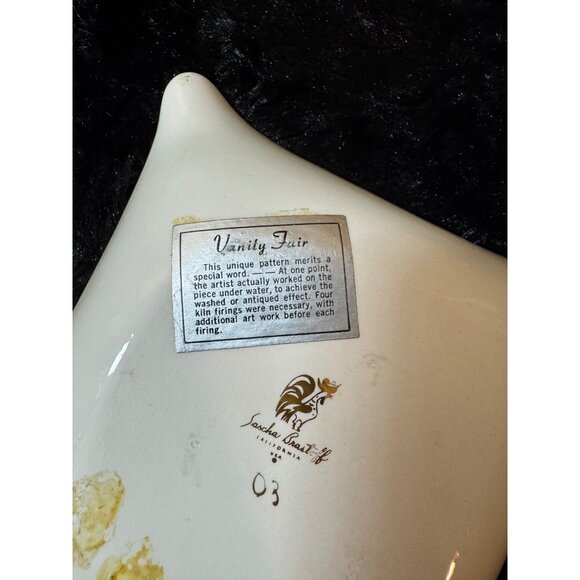 Vanity Fair
This unique pattern merits a
special word. — — At one point,
the artist actually worked on the
piece under water, to achieve the
washed or antiqued effect. Four
kiln firings were necessary, with
additional art work before each
firing.
Sascha Brastoff
CALIFORNIA
USA
03